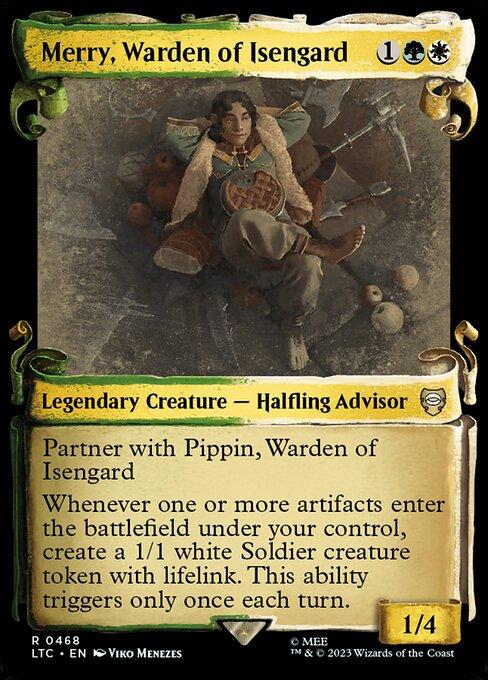 Merry, Warden of Isengard 1
Legendary Creature — Halfling Advisor
Partner with Pippin, Warden of
Isengard
Whenever one or more artifacts enter
the battlefield under your control,
create a 1/1 white Soldier creature
token with lifelink. This ability
triggers only once each turn.
1/4
R 0468
LTC • EN Viko Menezes
© MEE
™ & © 2023 Wizards of the Coast